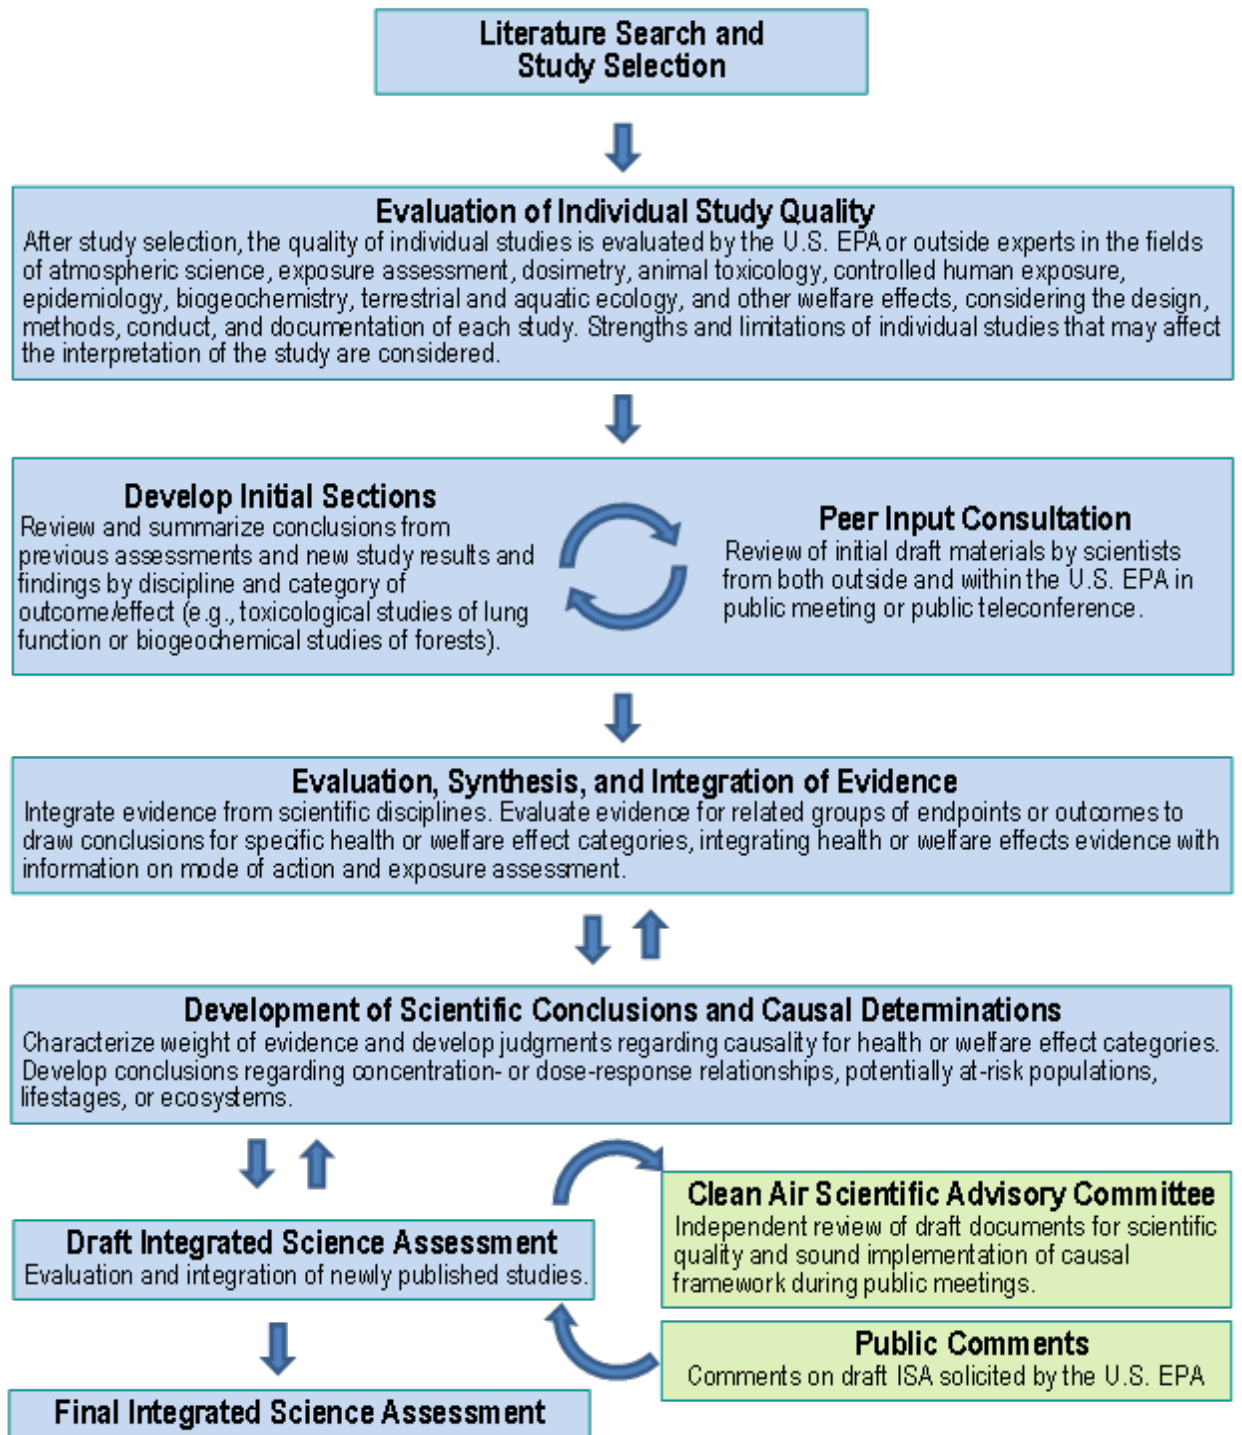 Literature Search and
Study Selection
Evaluation of Individual Study Quality
After study selection, the quality of individual studies is evaluated by the U.S. EPA or outside experts in the fields
of atmospheric science, exposure assessment, dosimetry, animal toxicology, controlled human exposure,
epidemiology, biogeochemistry, terrestrial and aquatic ecology, and other welfare effects, considering the design,
methods, conduct, and documentation of each study. Strengths and limitations of individual studies that may affect
the interpretation of the study are considered.
Develop Initial Sections
Review and summarize conclusions from
previous assessments and new study results and
findings by discipline and category of
outcome/effect (e.g., toxicological studies of lung
function or biogeochemical studies of forests).
Peer Input Consultation
Review of initial draft materials by scientists
from both outside and within the U.S. EPA in
public meeting or public teleconference.
Evaluation, Synthesis, and Integration of Evidence
Integrate evidence from scientific disciplines. Evaluate evidence for related groups of endpoints or outcomes to
draw conclusions for specific health or welfare effect categories, integrating health or welfare effects evidence with
information on mode of action and exposure assessment.
Development of Scientific Conclusions and Causal Determinations
Characterize weight of evidence and develop judgments regarding causality for health or welfare effect categories.
Develop conclusions regarding concentration- or dose-response relationships, potentially at-risk populations,
lifestages, or ecosystems.
Draft Integrated Science Assessment
Evaluation and integration of newly published studies.
Clean Air Scientific Advisory Committee
Independent review of draft documents for scientific
quality and sound implementation of causal
framework during public meetings.
Public Comments
Comments on draft ISA solicited by the U.S. EPA
Final Integrated Science Assessment